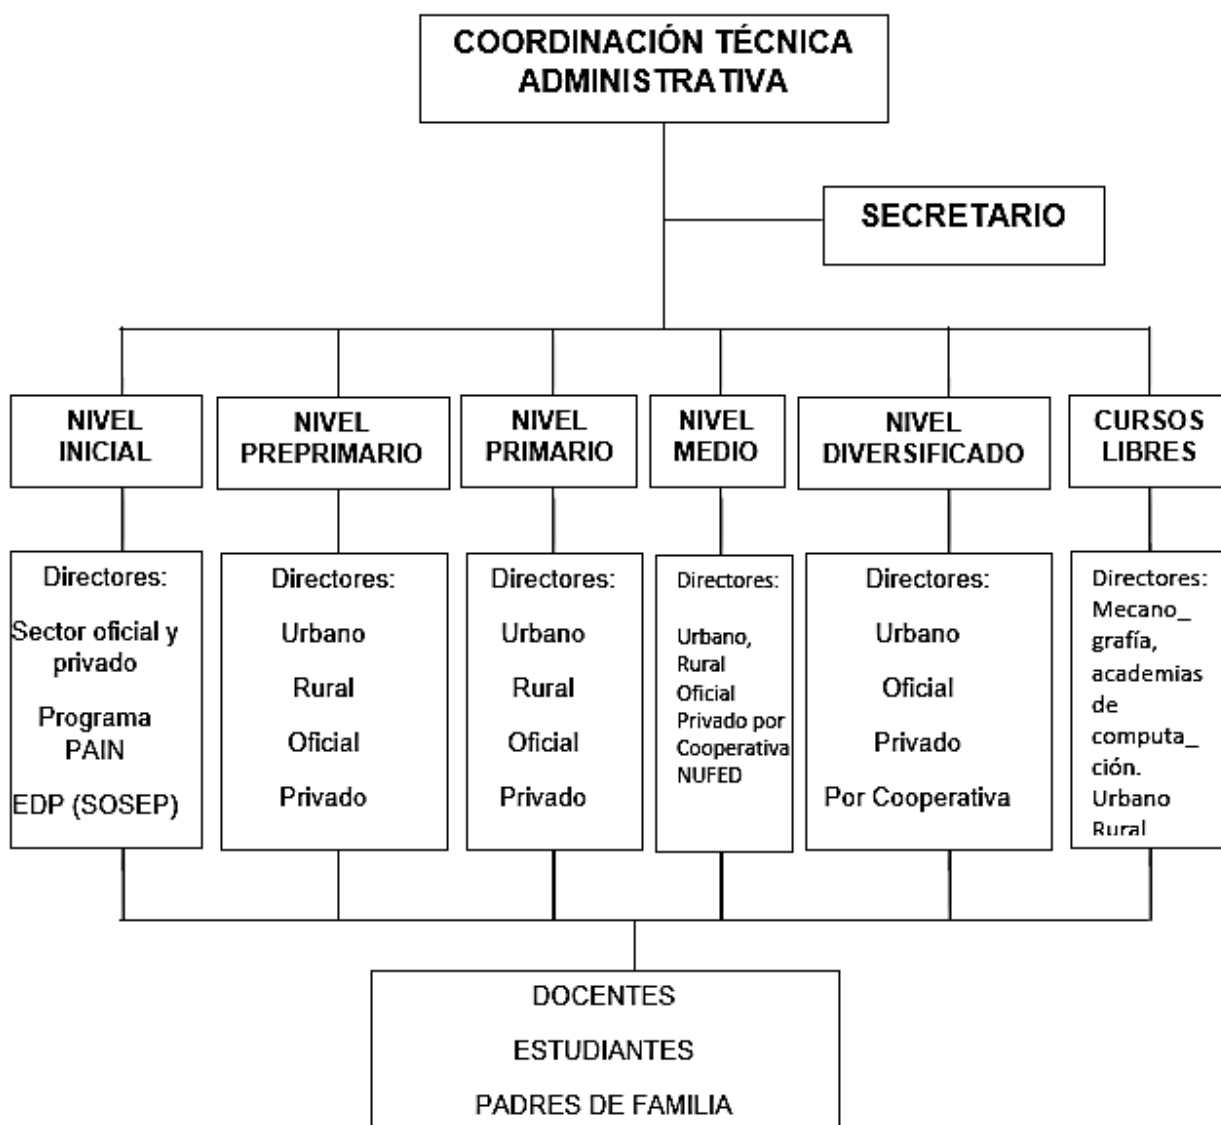 COORDINACIÓN TÉCNICA
ADMINISTRATIVA
SECRETARIO
NIVEL
INICIAL
NIVEL
PREPRIMARIO
NIVEL
PRIMARIO
NIVEL
MEDIO
NIVEL
DIVERSIFICADO
CURSOS
LIBRES
Directores:
Sector oficial y
privado
Programa
PAIN
EDP (SOSEP)
Directores:
Urbano
Rural
Oficial
Privado
Directores:
Urbano
Rural
Oficial
Privado
Directores:
Urbano,
Rural
Oficial
Privado por
Cooperativa
NUFED
Directores:
Urbano
Oficial
Privado
Por Cooperativa
Directores:
Mecano_
grafía,
academias
de
computa_
ción.
Urbano
Rural
DOCENTES
ESTUDIANTES
PADRES DE FAMILIA